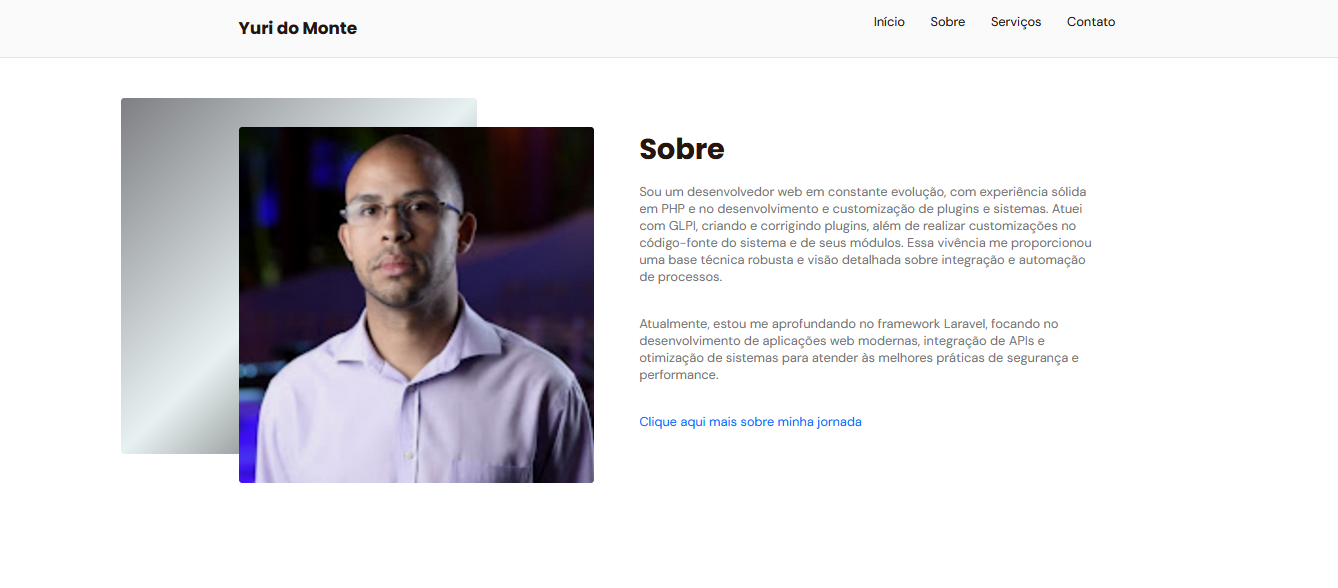 Yuri do Monte
Início Sobre Serviços Contato
Sobre
Sou um desenvolvedor web em constante evolução, com experiência sólida
em PHP e no desenvolvimento e customização de plugins e sistemas. Atuei
com GLPI, criando e corrigindo plugins, além de realizar customizações no
código-fonte do sistema e de seus módulos. Essa vivência me proporcionou
uma base técnica robusta e visão detalhada sobre integração e automação
de processos.
Atualmente, estou me aprofundando no framework Laravel, focando no
desenvolvimento de aplicações web modernas, integração de APIs e
otimização de sistemas para atender às melhores práticas de segurança e
performance.
Clique aqui mais sobre minha jornada